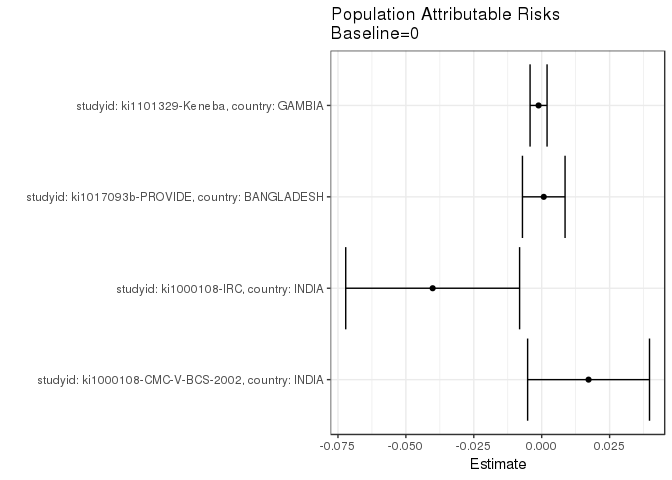 Population Attributable Risks
Baseline=0
studyid: ki1101329-Keneba, country: GAMBIA
studyid: ki1017093b-PROVIDE, country: BANGLADESH
studyid: ki1000108-IRC, country: INDIA
studyid: ki1000108-CMC-V-BCS-2002, country: INDIA
-0.075 -0.050 -0.025 0.000 0.025
Estimate